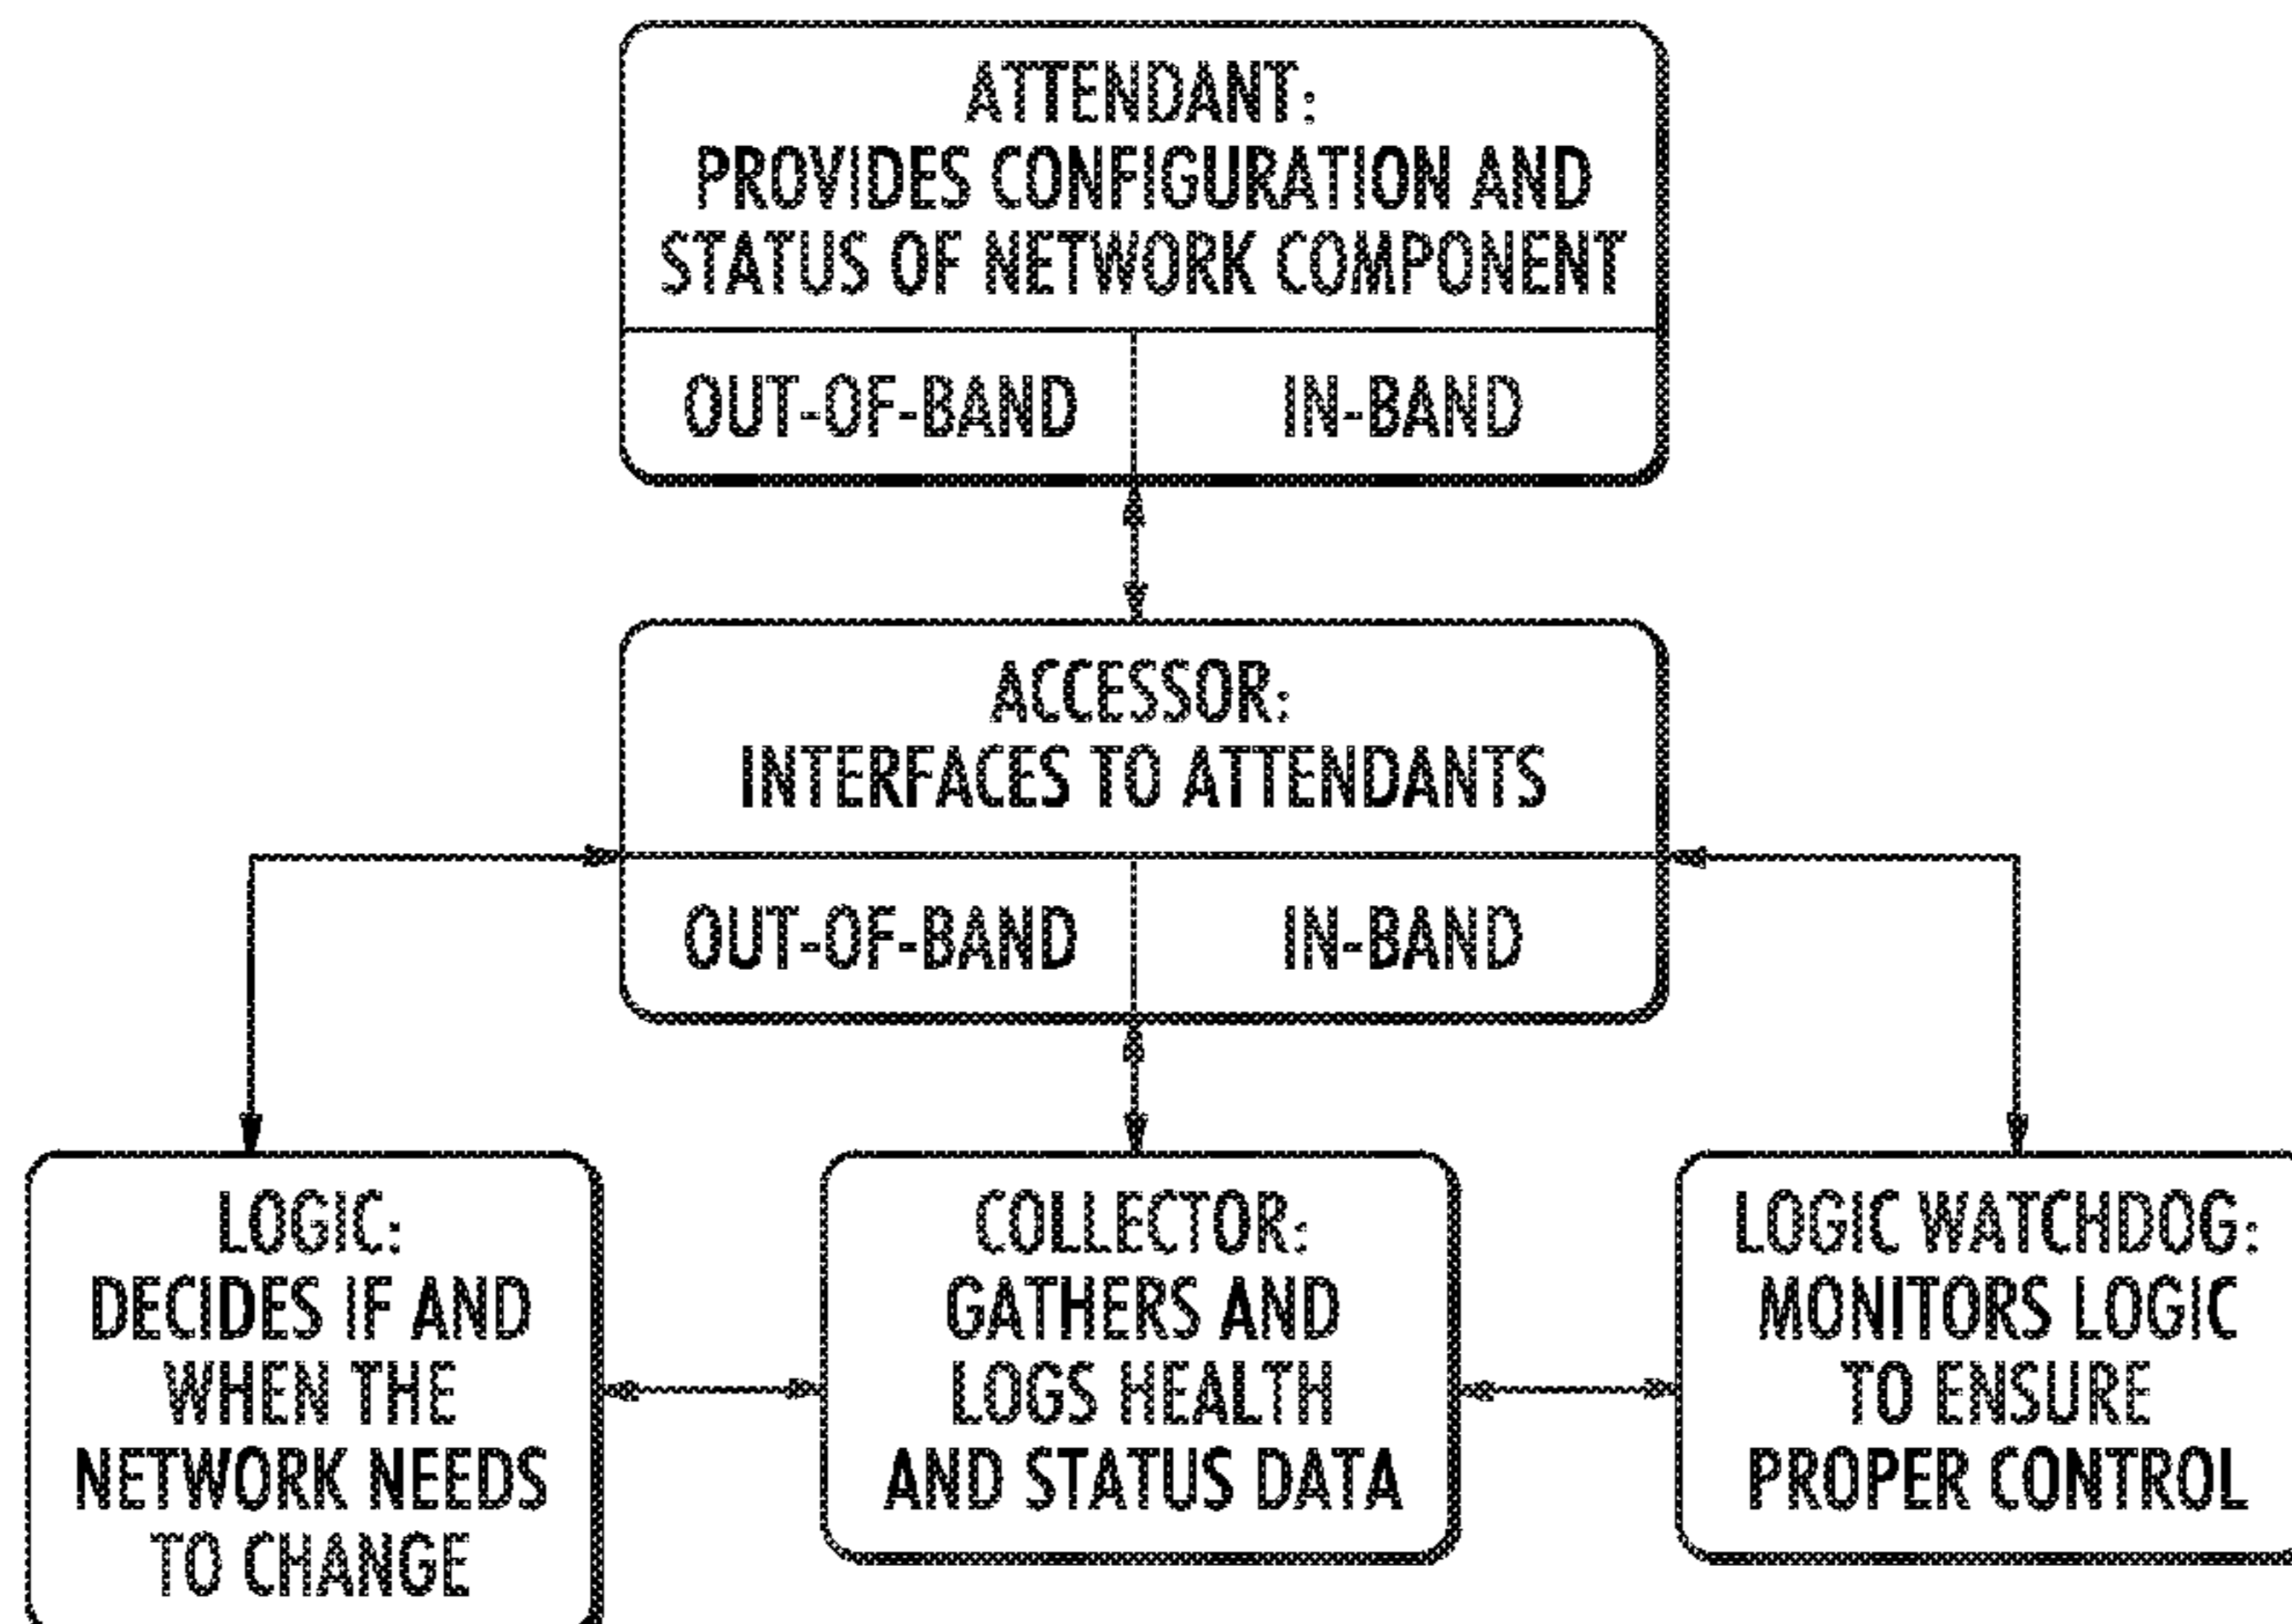 ATTENDANT:
PROVIDES CONFIGURATION AND
STATUS OF NETWORK COMPONENT
OUT-OF-BAND
IN-BAND
ACCESSOR:
INTERFACES TO ATTENDANTS
OUT-OF-BAND
IN-BAND
LOGIC:
DECIDES IF AND
WHEN THE
NETWORK NEEDS
TO CHANGE
COLLECTOR:
GATHERS AND
LOGS HEALTH
AND STATUS DATA
LOGIC WATCHDOG:
MONITORS LOGIC
TO ENSURE
PROPER CONTROL